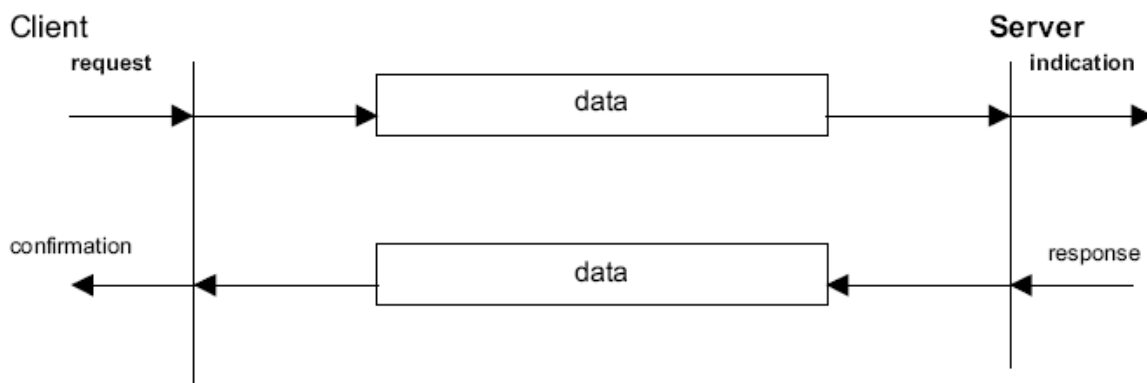 Client
Server
request
indication
data
confirmation
data
response